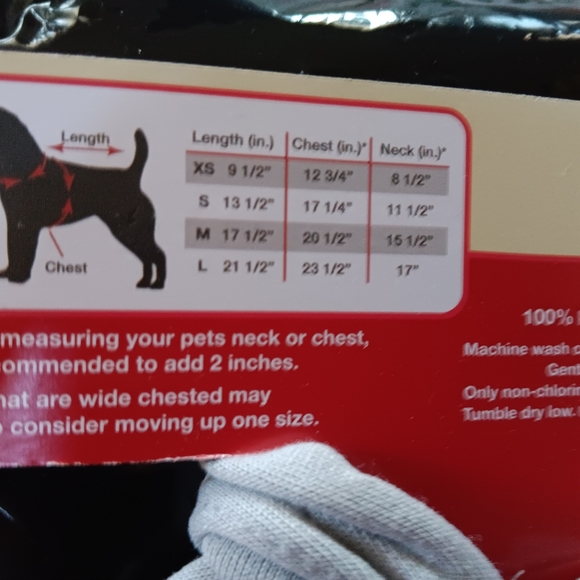 Length
Chest
Length (in.) Chest (in.)* Neck (in.)*
XS 9 1/2" 12 3/4" 8 1/2"
S 13 1/2" 17 1/4" 11 1/2"
M 17 1/2" 20 1/2" 15 1/2"
L 21 1/2" 23 1/2" 17"
measuring your pets neck or chest,
ommended to add 2 inches.
hat are wide chested may
consider moving up one size.
100%
Machine wash c
Gent
Only non-chlorin
Tumble dry low.